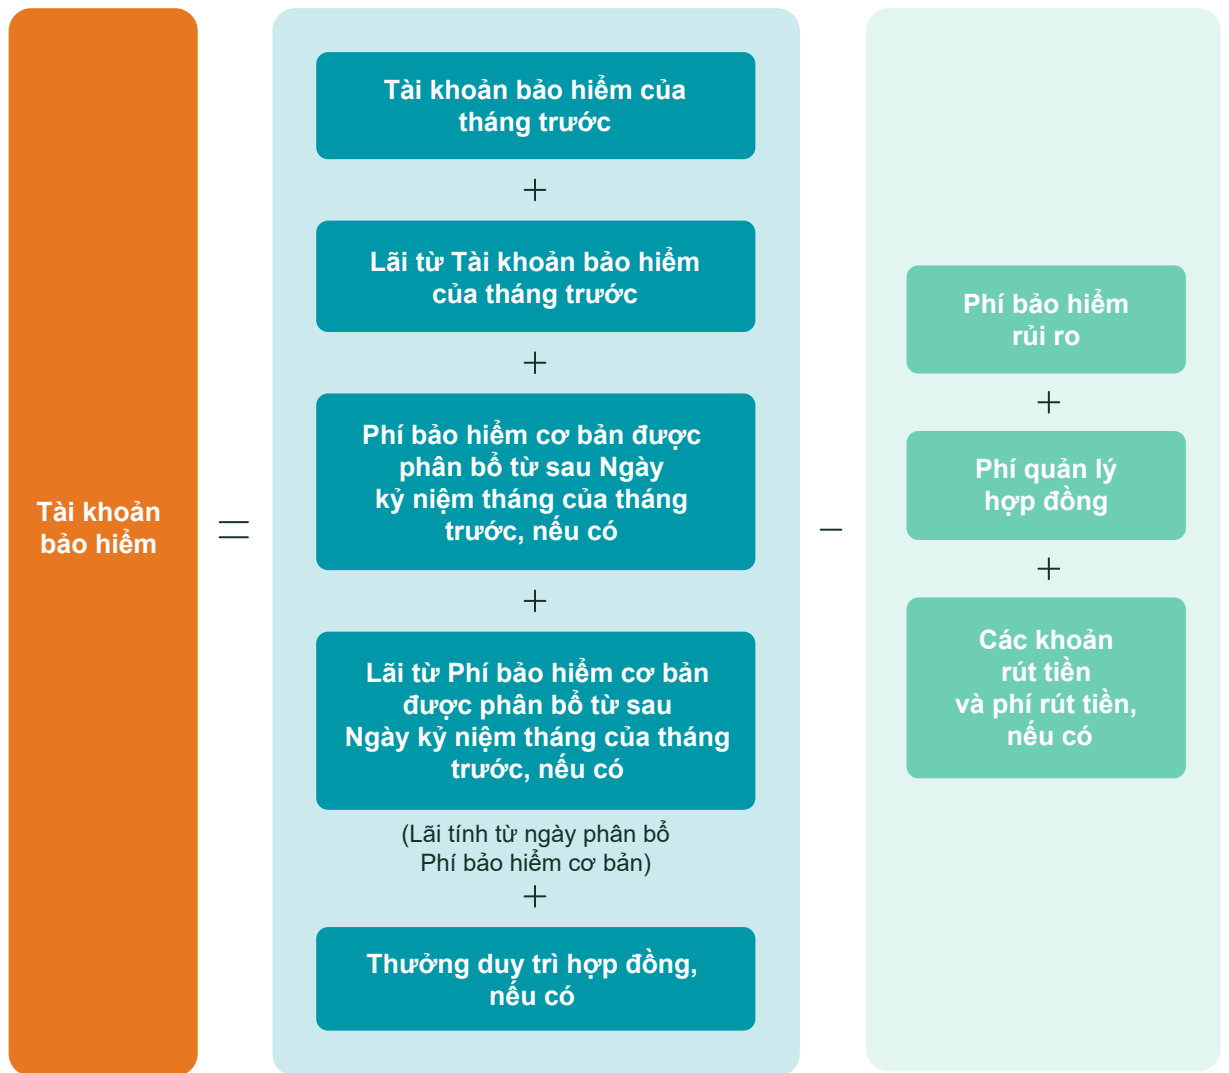 Tài khoản
bảo hiểm
=
Tài khoản bảo hiểm của
tháng trước
+
Lãi từ Tài khoản bảo hiểm
của tháng trước
+
Phí bảo hiểm cơ bản được
phân bổ từ sau Ngày
kỷ niệm tháng của tháng
trước, nếu có
+
Lãi từ Phí bảo hiểm cơ bản
được phân bổ từ sau
Ngày kỷ niệm tháng của tháng
trước, nếu có
(Lãi tính từ ngày phân bổ
Phí bảo hiểm cơ bản)
+
Thưởng duy trì hợp đồng,
nếu có
–
Phí bảo hiểm
rủi ro
+
Phí quản lý
hợp đồng
+
Các khoản
rút tiền
và phí rút tiền,
nếu có